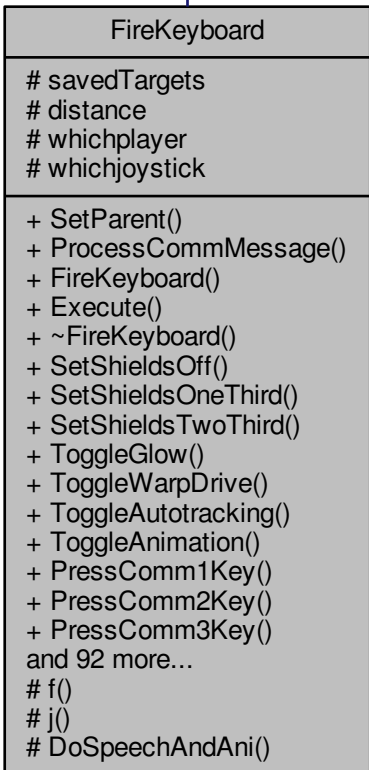 FireKeyboard
# savedTargets
# distance
# whichplayer
# whichjoystick
+ SetParent()
+ ProcessCommMessage()
+ FireKeyboard()
+ Execute()
+ ~FireKeyboard()
+ SetShieldsOff()
+ SetShieldsOneThird()
+ SetShieldsTwoThird()
+ ToggleGlow()
+ ToggleWarpDrive()
+ ToggleAutotracking()
+ ToggleAnimation()
+ PressComm1Key()
+ PressComm2Key()
+ PressComm3Key()
and 92 more...
# f()
# j()
# DoSpeechAndAni()